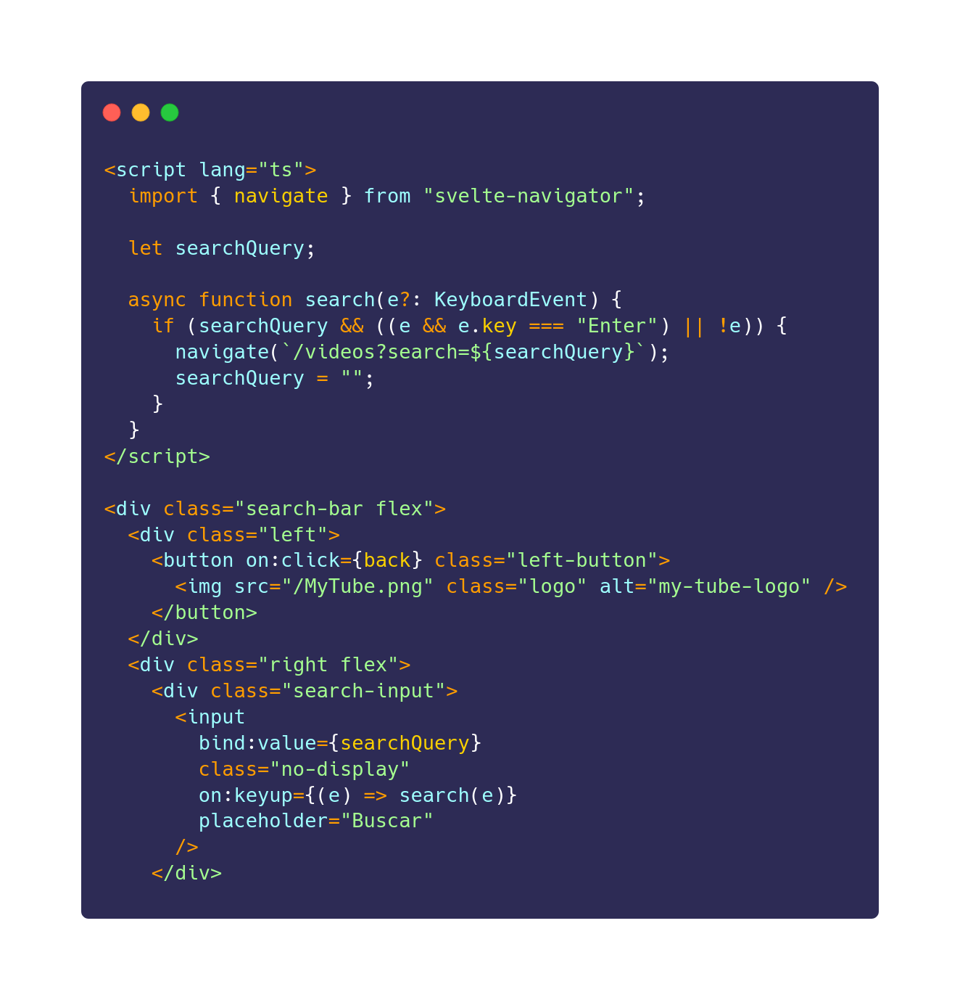 <script lang="ts">
  import { navigate } from "svelte-navigator";

  let searchQuery;

  async function search(e?: KeyboardEvent) {
    if (searchQuery && ((e && e.key === "Enter") || !e)) {
      navigate(`/videos?search=${searchQuery}`);
      searchQuery = "";
    }
  }
</script>

<div class="search-bar flex">
  <div class="left">
    <button on:click={back} class="left-button">
      <img src="/MyTube.png" class="logo" alt="my-tube-logo" />
    </button>
  </div>
  <div class="right flex">
    <div class="search-input">
      <input
        bind:value={searchQuery}
        class="no-display"
        on:keyup={(e) => search(e)}
        placeholder="Buscar"
      />
    </div>